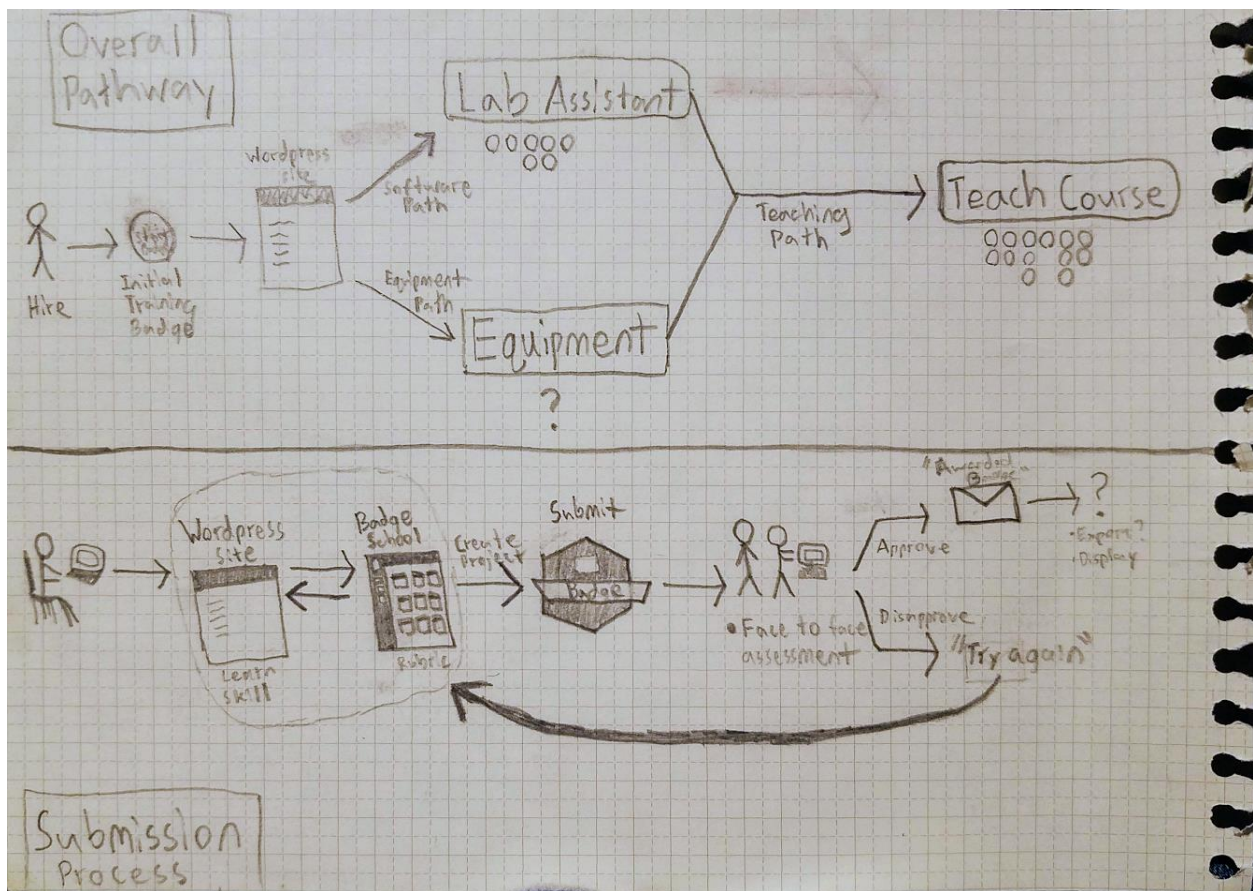 Overall
Pathway
Hire
Initial
Training
Badge
Wordpress
site
Software
Path
Equipment
Path
Lab Assistant
Equipment
?
Teaching
Path
Teach Course
Wordpress
site
Learn
skill
Badge
School
Rubric
Create
Project
Submit
Badge
• Face to face
assessment
Approve
"Awarded
Badge"
?
• Export?
• Display
Disapprove
"Try again"
Submission
Process